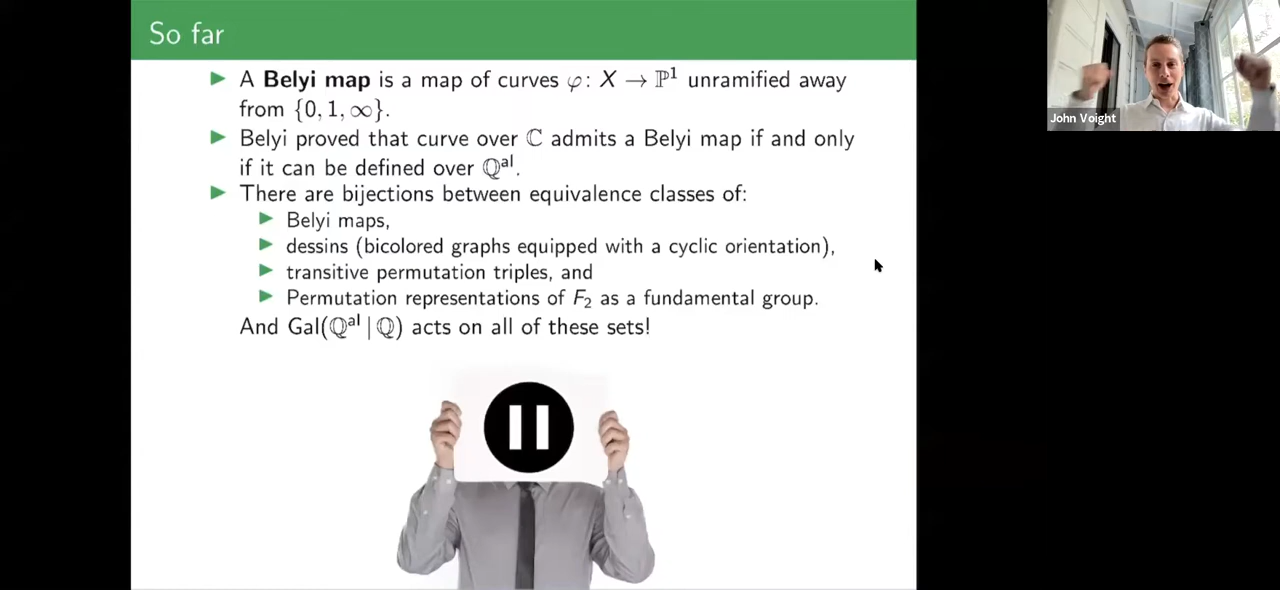 So far
▶ A Belyi map is a map of curves φ: X → ℙ¹ unramified away
from {0, 1, ∞}.
▶ Belyi proved that curve over ℂ admits a Belyi map if and only
if it can be defined over ℚᵃˡ.
▶ There are bijections between equivalence classes of:
▶ Belyi maps,
▶ dessins (bicolored graphs equipped with a cyclic orientation),
▶ transitive permutation triples, and
▶ Permutation representations of F₂ as a fundamental group.
And Gal(ℚᵃˡ | ℚ) acts on all of these sets!
John Voight